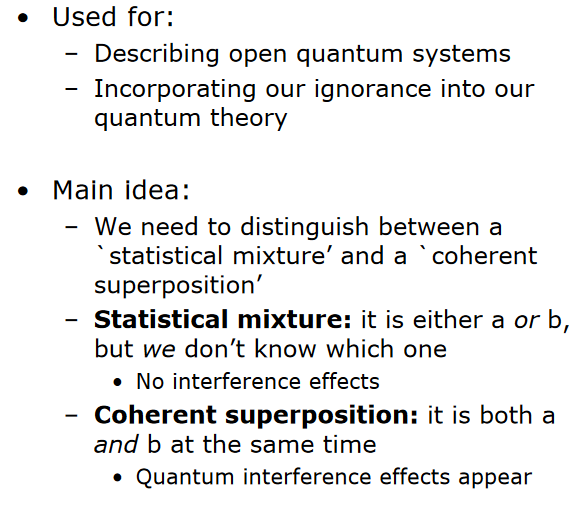 • Used for:
– Describing open quantum systems
– Incorporating our ignorance into our
quantum theory
• Main idea:
– We need to distinguish between a
`statistical mixture’ and a `coherent
superposition’
– Statistical mixture: it is either a or b,
but we don’t know which one
• No interference effects
– Coherent superposition: it is both a
and b at the same time
• Quantum interference effects appear